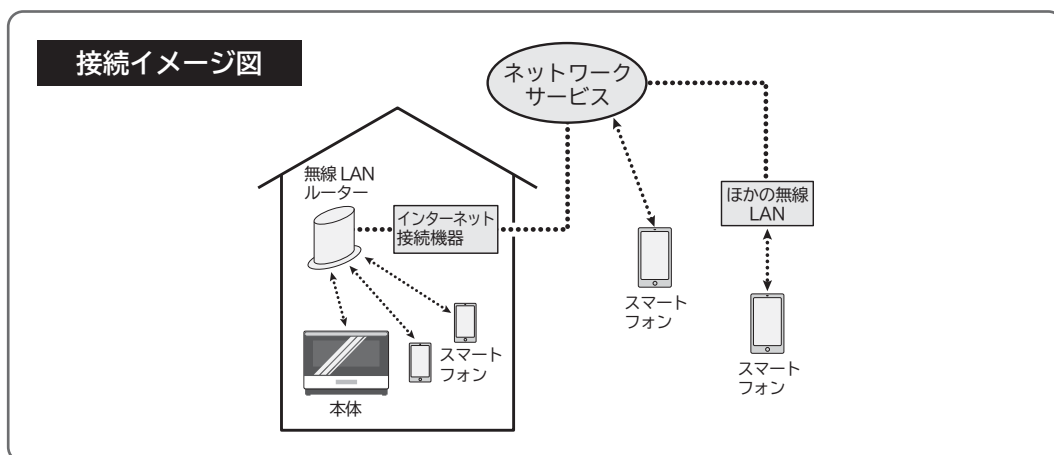 接続イメージ図
ネットワーク
サービス
無線 LAN
ルーター
インターネット
接続機器
ほかの無線
LAN
スマート
フォン
スマート
フォン
スマート
フォン
本体